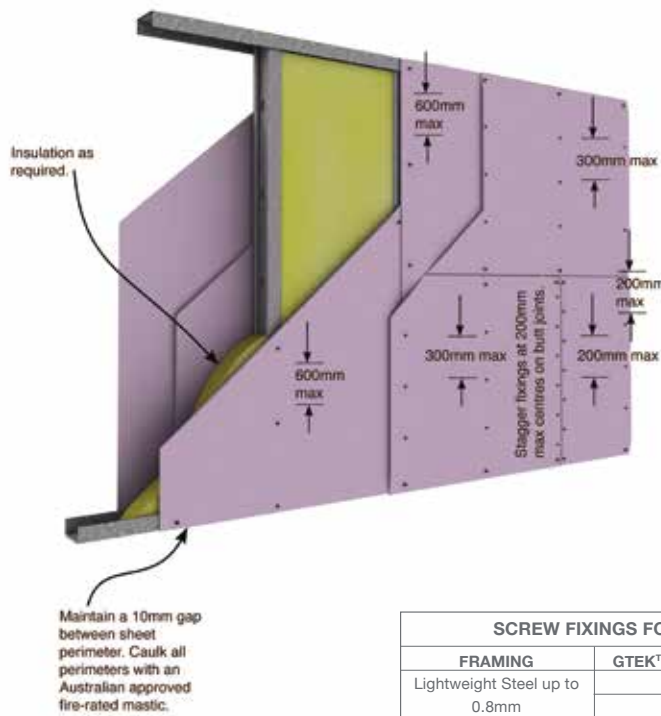 600mm
max
300mm max
Insulation as
required.
200mm
max
300mm max
200mm max
Stagger fixings at 200mm
max centres on butt joints.
600mm
max
Maintain a 10mm gap
between sheet
perimeter. Caulk all
perimeters with an
Australian approved
fire-rated mastic.
SCREW FIXINGS
FRAMING
Lightweight Steel up to
0.8mm